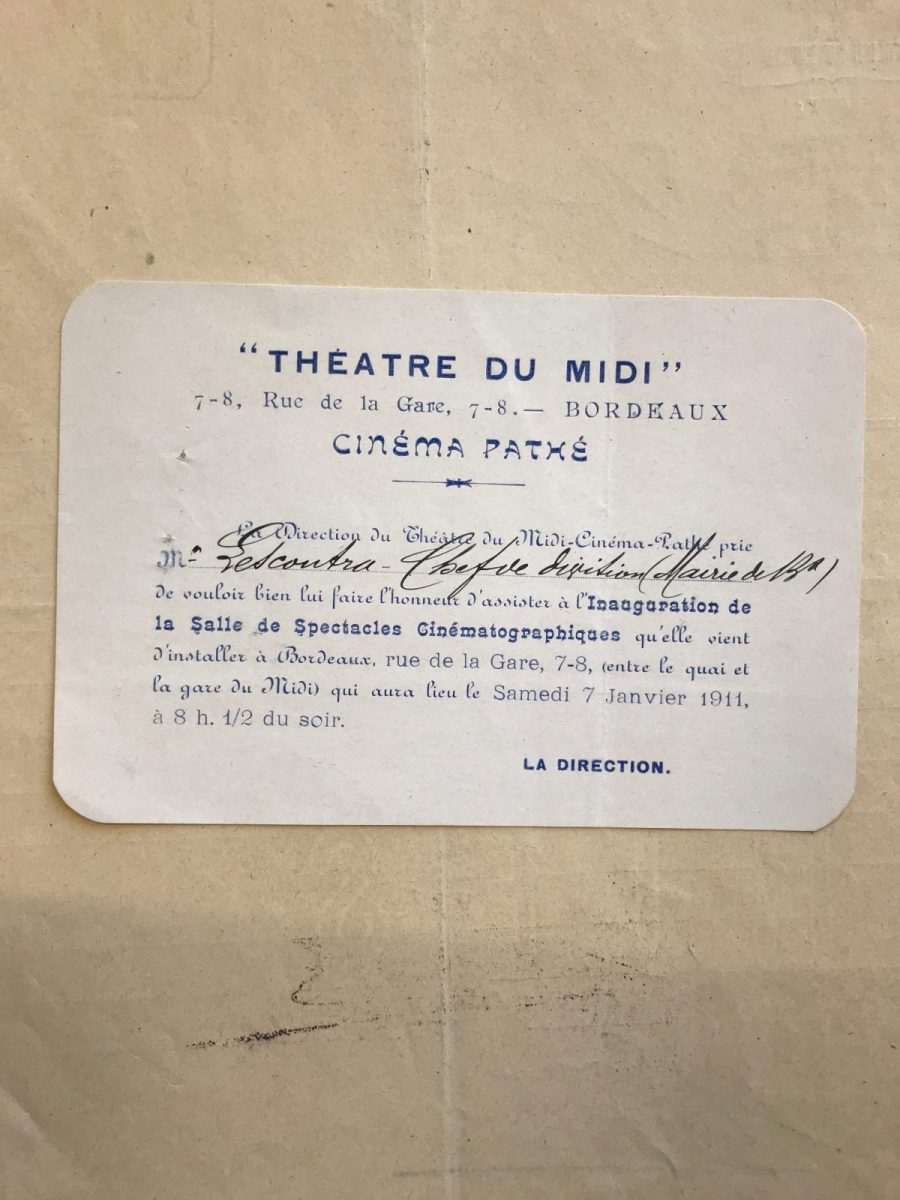 “THÉATRE DU MIDI”
7-8, Rue de la Gare, 7-8. — BORDEAUX
CINÉMA PATHÉ
La Direction du Théâtre du Midi-Cinéma-Pathé prie
Mr Lescontra - Chef de division (Mairie de Bx)
de vouloir bien lui faire l'honneur d'assister à l'Inauguration de
la Salle de Spectacles Cinématographiques qu'elle vient
d'installer à Bordeaux, rue de la Gare, 7-8, (entre le quai et
la gare du Midi) qui aura lieu le Samedi 7 Janvier 1911,
à 8 h. 1/2 du soir.
LA DIRECTION.